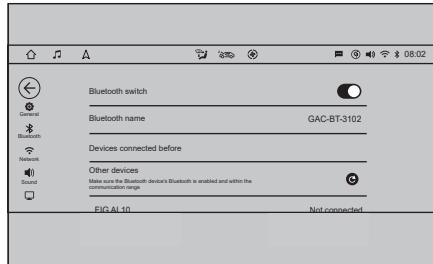 08:02
General
Bluetooth
Network
Sound
Bluetooth switch
Bluetooth name GAC-BT-3102
Devices connected before
Other devices
Make sure the Bluetooth device's Bluetooth is enabled and within the
communication range
Not connected